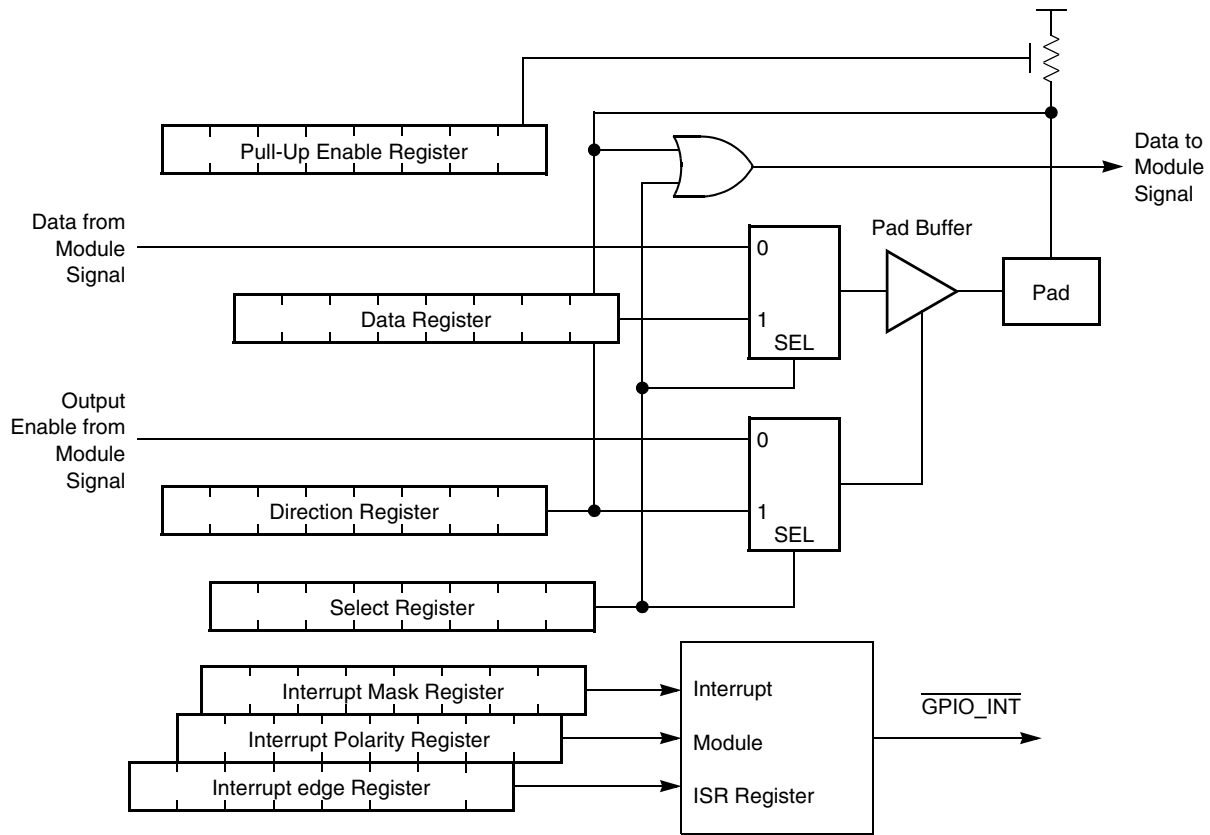 Pull-Up Enable Register
Data to
Module
Signal
Data from
Module
Signal
0
Pad Buffer
Data Register
1
SEL
Pad
Output
Enable from
Module
Signal
0
Direction Register
1
SEL
Select Register
Interrupt Mask Register
Interrupt Polarity Register
Interrupt edge Register
Interrupt
Module
ISR Register
GPIO_INT